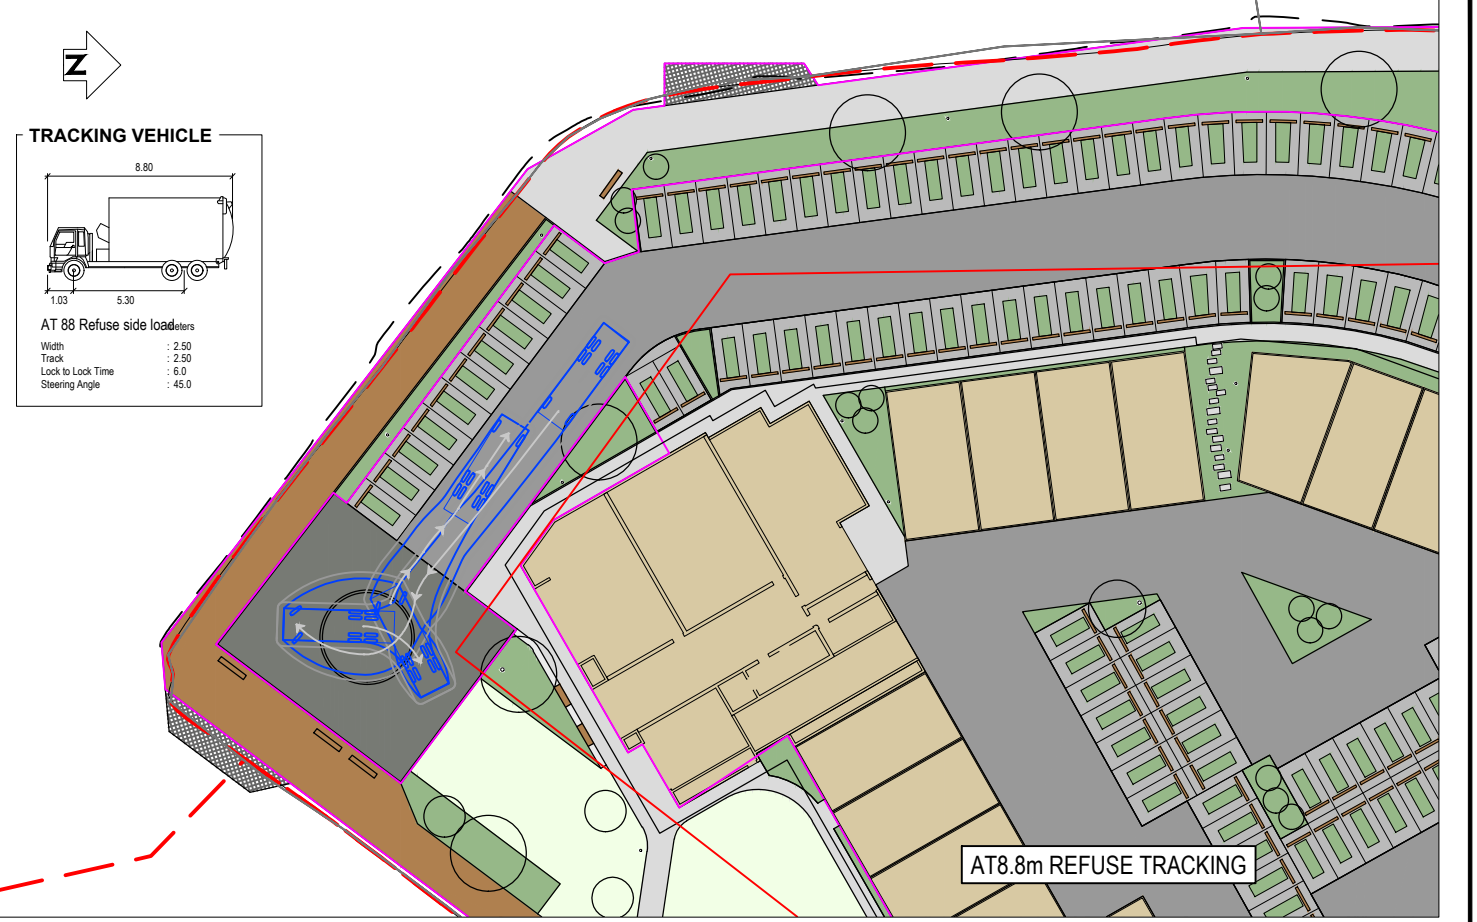 N
TRACKING VEHICLE
8.80
1.03 5.30
AT 88 Refuse side load
meters
Width : 2.50
Track : 2.50
Lock to Lock Time : 6.0
Steering Angle : 45.0
AT8.8m REFUSE TRACKING